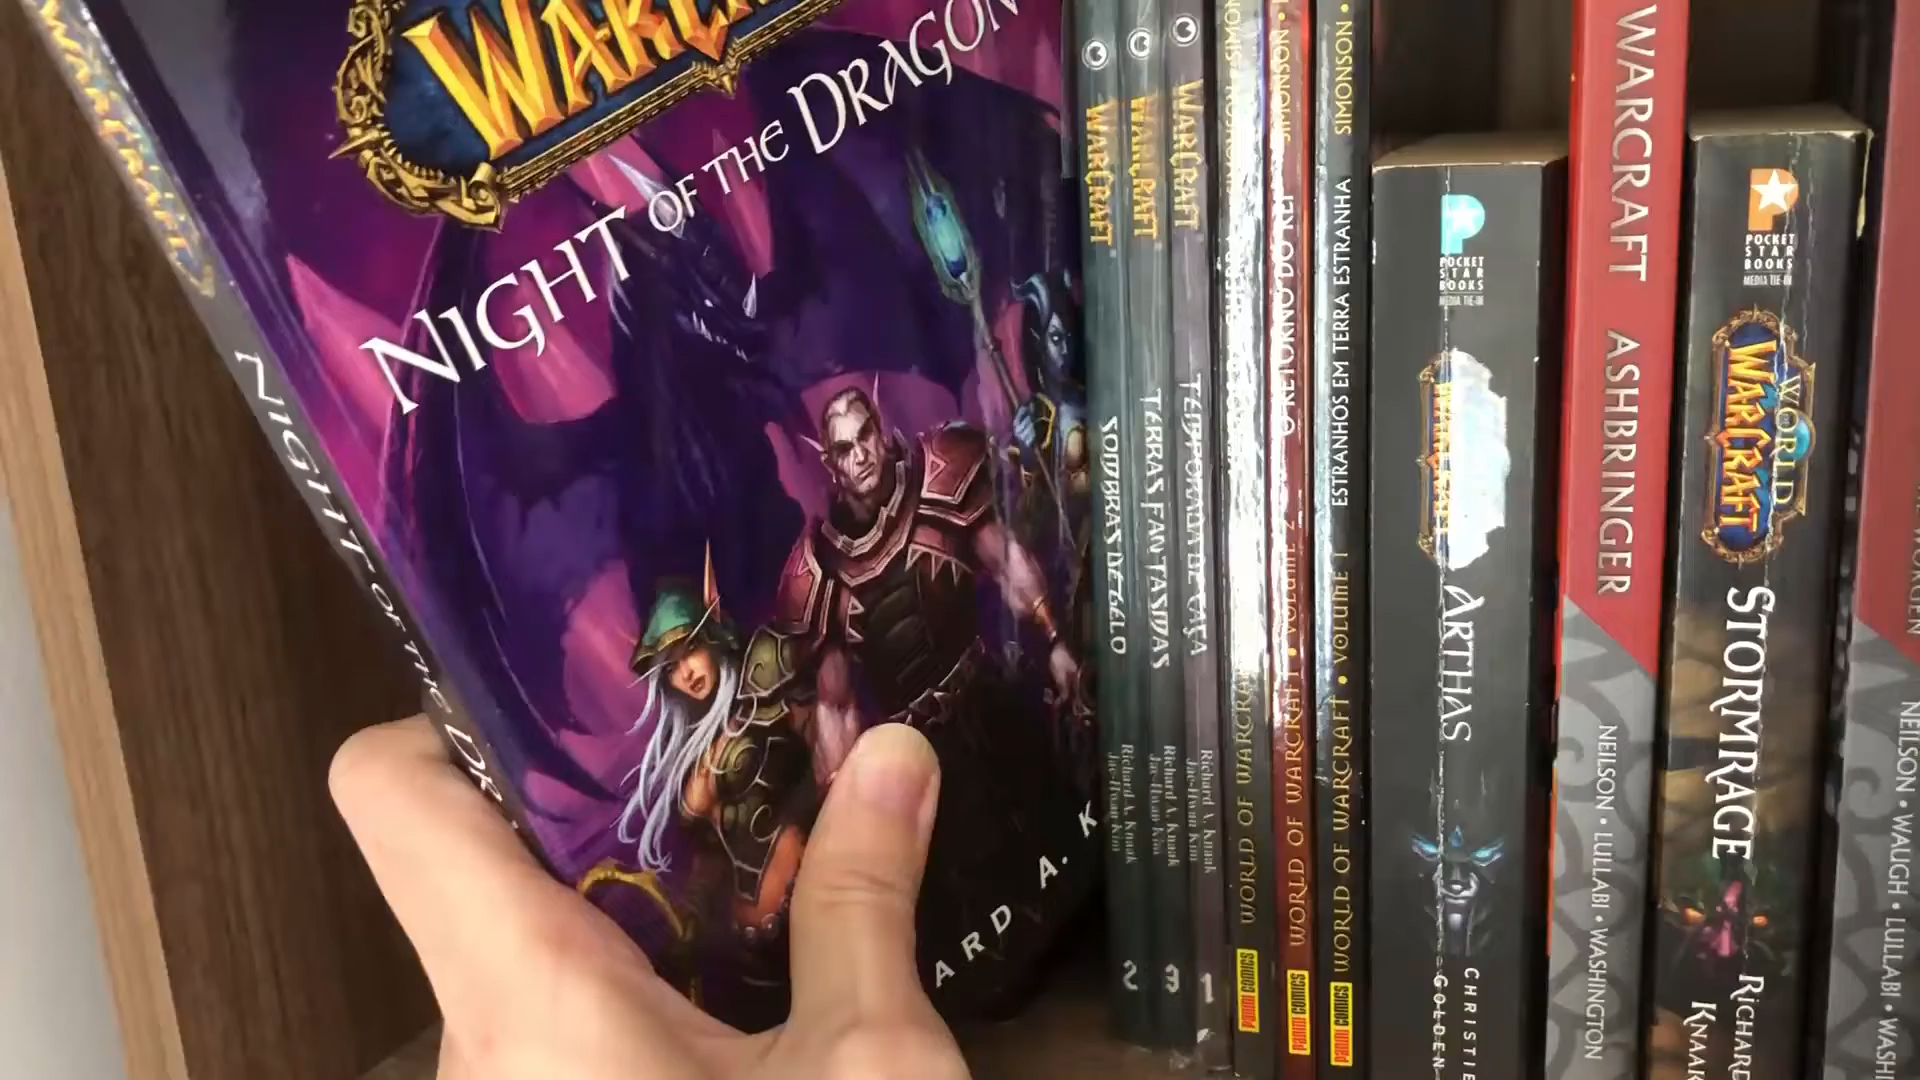 WARCRAFT
NIGHT OF THE DRAGON
ARD A. K
WARCRAFT
NIGHT OF THE DR
WARCRAFT
SOMBRAS DE GELO
Richard A. Knaak
Jae-Hwan Kim
2
WARCRAFT
TERRAS FANTASMAS
Richard A. Knaak
Jae-Hwan Kim
3
WARCRAFT
TEMPORADA DE CAÇA
Richard A. Knaak
Jae-Hwan Kim
1
WORLD OF WARCRA
PANINI COMICS
WORLD OF WARCRAFT • VOLUME 2
O RETORNO DO REI
SIMONSON •
PANINI COMICS
WORLD OF WARCRAFT • VOLUME 1
ESTRANHOS EM TERRA ESTRANHA
SIMONSON •
PANINI COMICS
POCKET
STAR
BOOKS
MEDIA TIE-IN
WARCRAFT
ARTHAS
CHRISTIE
GOLDEN
WARCRAFT ASHBRINGER
NEILSON • LULLABI • WASHINGTON
POCKET
STAR
BOOKS
MEDIA TIE-IN
WORLD
WARCRAFT
STORMRAGE
RICHARD
KNAAK
NEILSON • WAUGH • LULLABI • WASHI